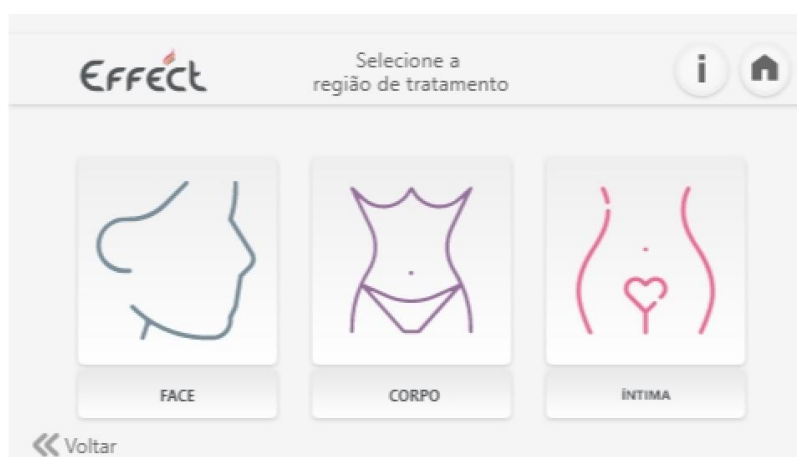 Effect
Selecione a
região de tratamento
i
FACE
CORPO
ÍNTIMA
Voltar